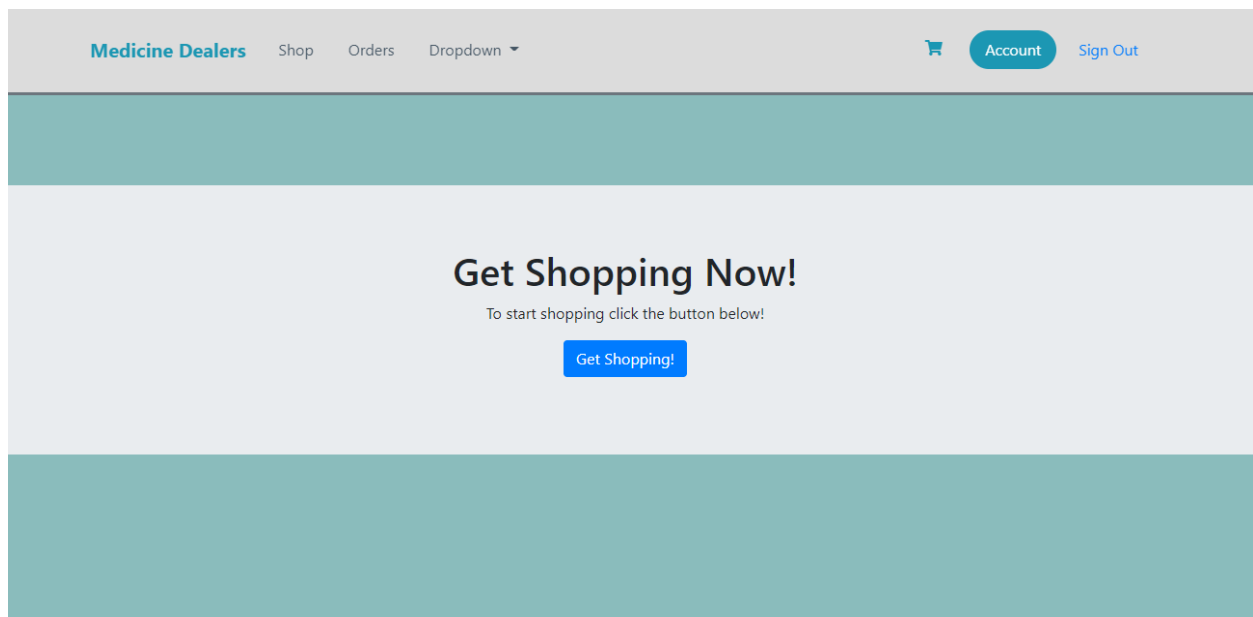 Medicine Dealers Shop Orders Dropdown Account Sign Out
Get Shopping Now!
To start shopping click the button below!
Get Shopping!